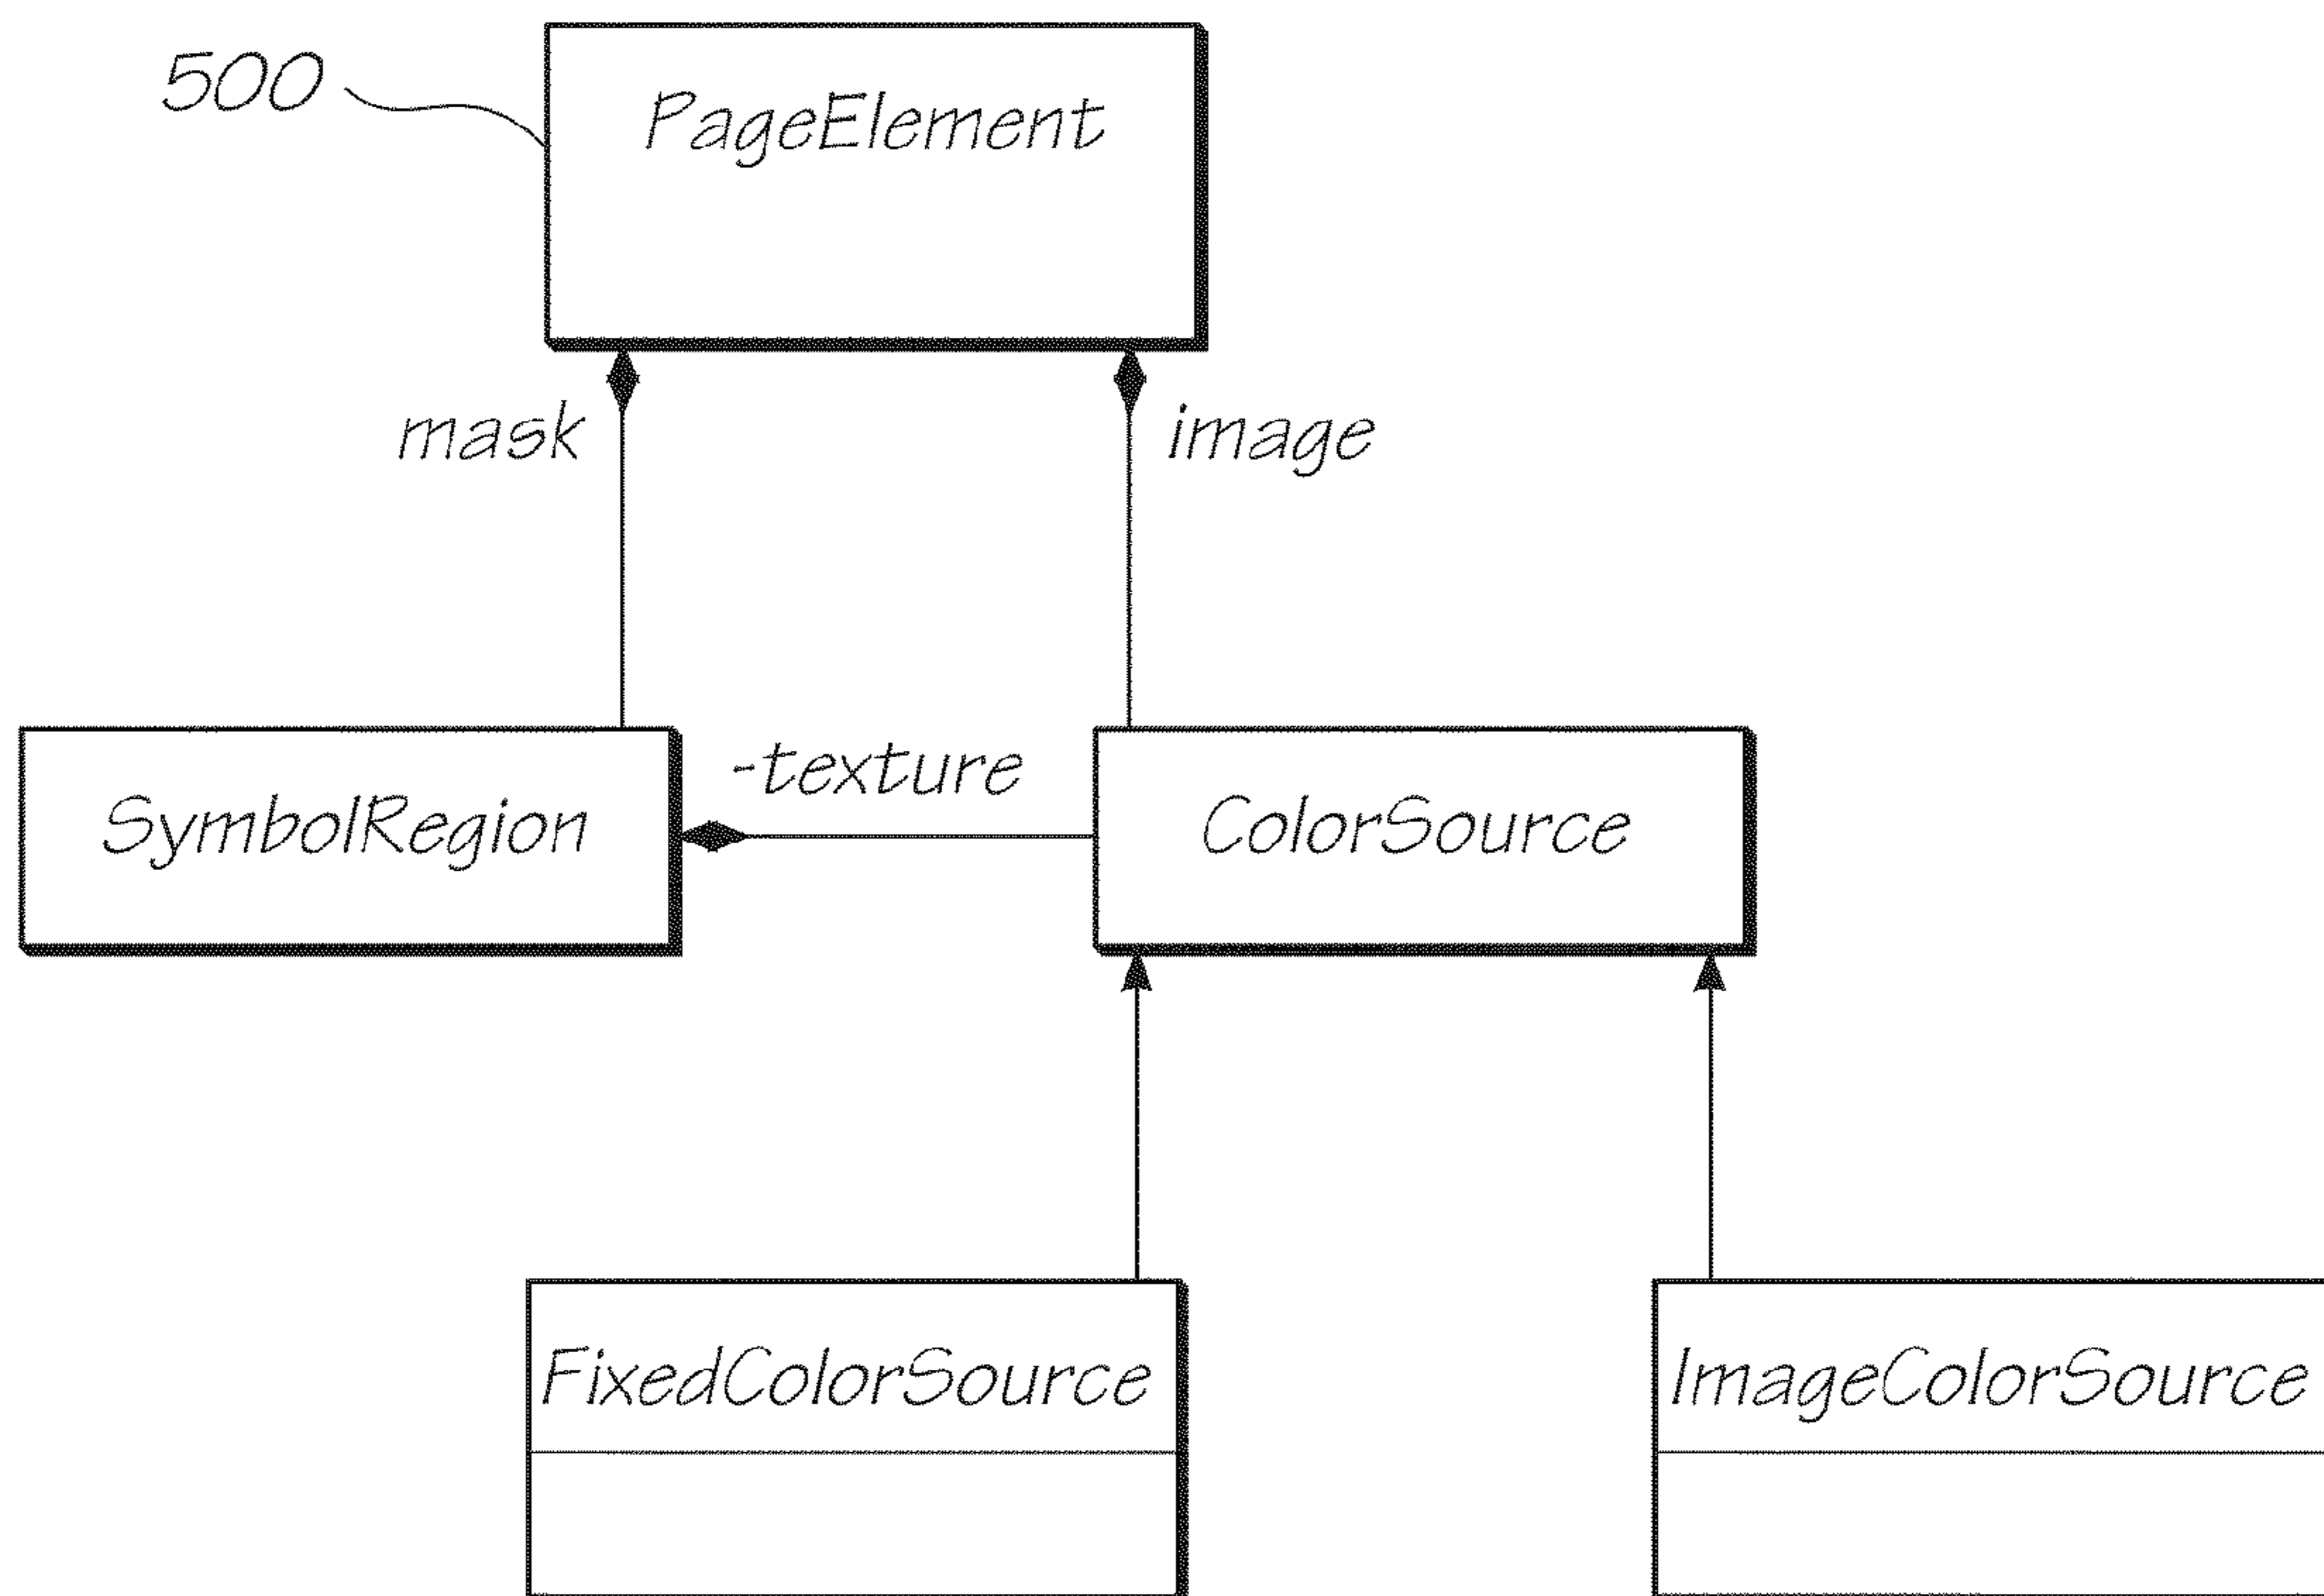 500
PageElement
mask
image
-texture
SymbolRegion
ColorSource
FixedColorSource
ImageColorSource